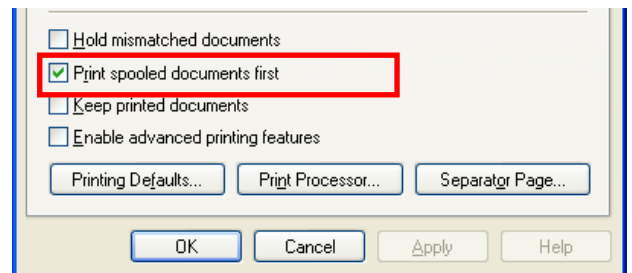 Hold mismatched documents
Print spooled documents first
Keep printed documents
Enable advanced printing features
Printing Defaults... Print Processor... Separator Page...
OK Cancel Apply Help